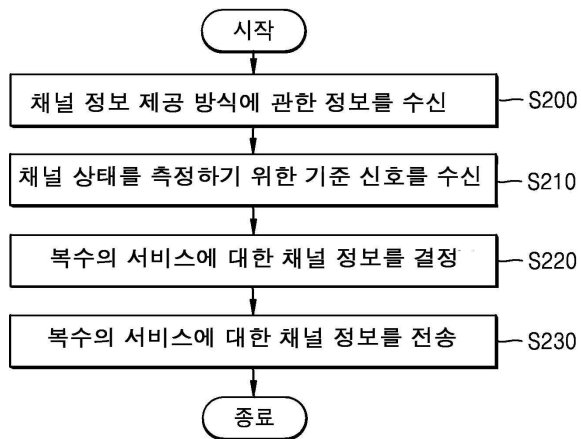 시작
채널 정보 제공 방식에 관한 정보를 수신
S200
채널 상태를 측정하기 위한 기준 신호를 수신
S210
복수의 서비스에 대한 채널 정보를 결정
S220
복수의 서비스에 대한 채널 정보를 전송
S230
종료